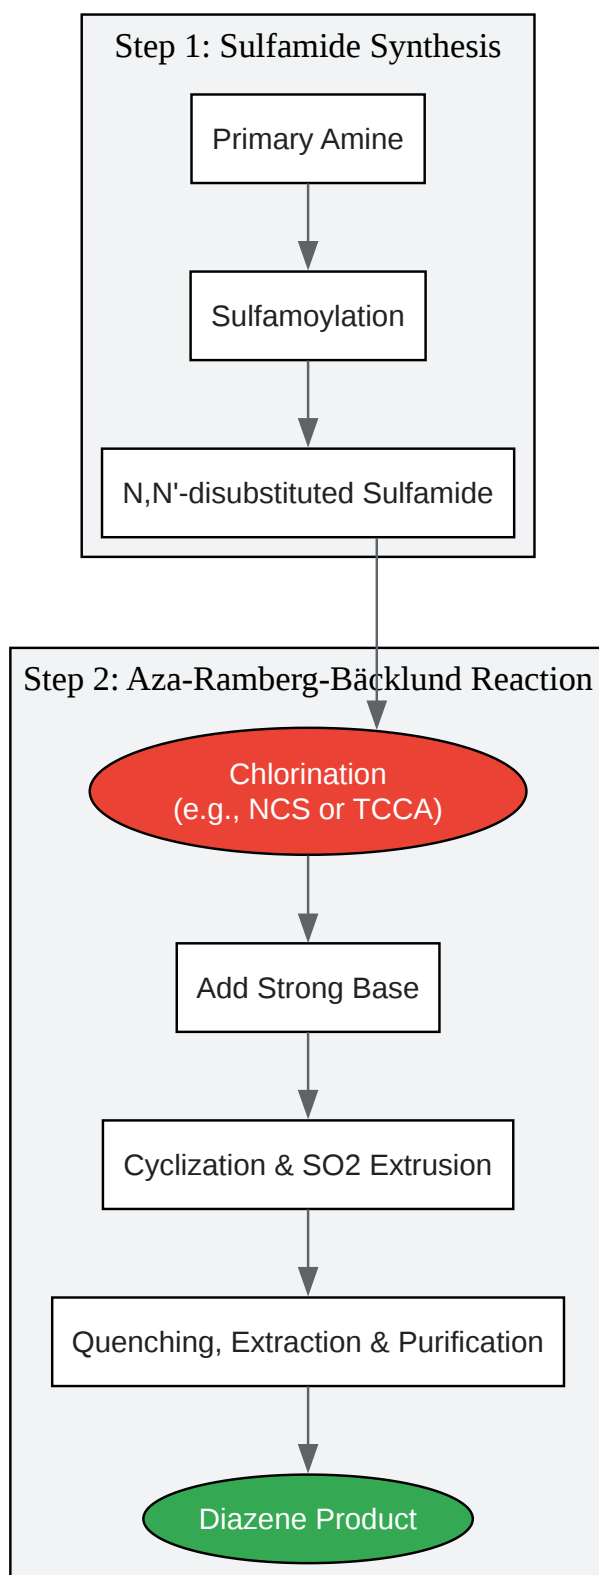 Step 1: Sulfamide Synthesis
Primary Amine
Sulfamoylation
N,N'-disubstituted Sulfamide
Step 2: Aza-Ramberg-Bäcklund Reaction
Chlorination
(e.g., NCS or TCCA)
Add Strong Base
Cyclization & SO2 Extrusion
Quenching, Extraction & Purification
Diazene Product